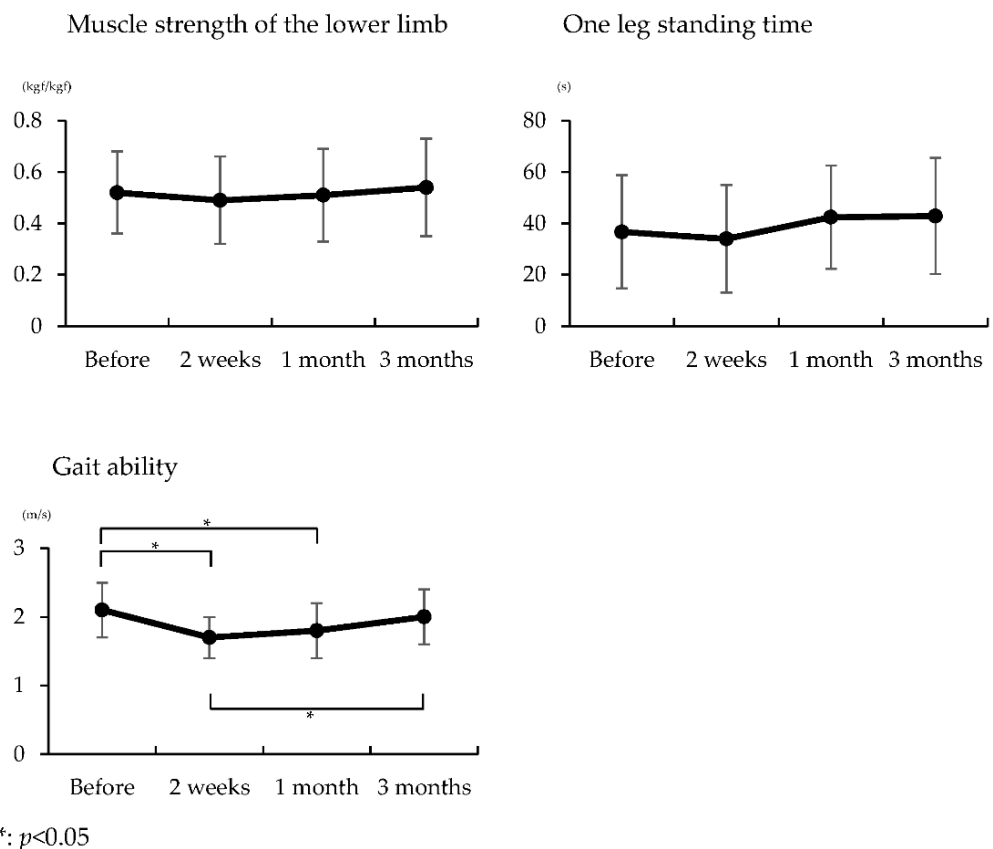 Muscle strength of the lower limb
(kgf/kgf)
0.8
0.6
0.4
0.2
0
Before 2 weeks 1 month 3 months
One leg standing time
(s)
80
60
40
20
0
Before 2 weeks 1 month 3 months
Gait ability
(m/s)
3
2
1
0
*
*
*
Before 2 weeks 1 month 3 months
*: p<0.05